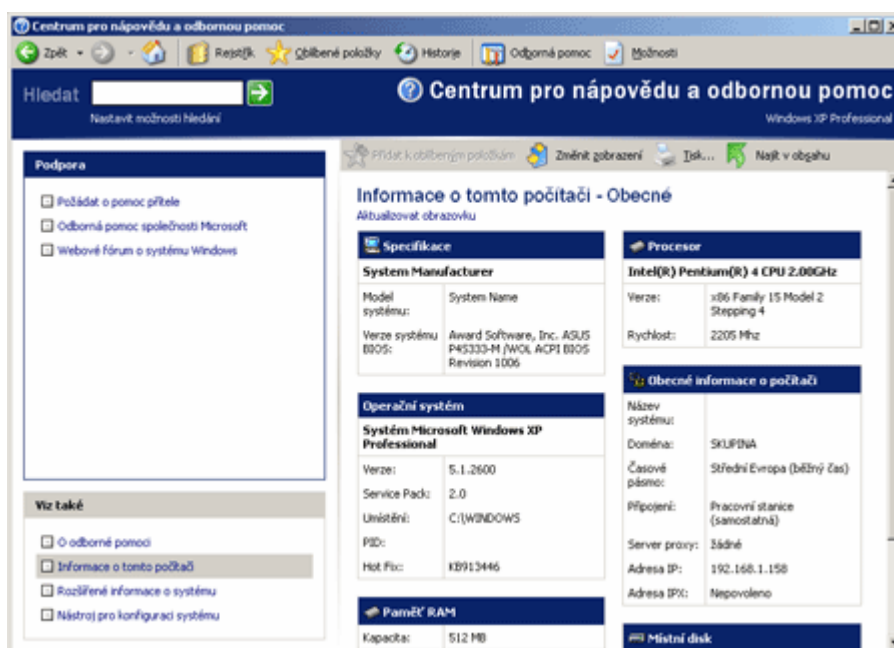 Centrum pro nápovědu a odbornou pomoc
Zpět Rejstřík Oblíbené položky Historie Odborná pomoc Možnosti
Hledat
Nastavit možnosti hledání
Centrum pro nápovědu a odbornou pomoc
Windows XP Professional
Přidat k oblíbeným položkám Změnit zobrazení Tisk... Najít v obsahu
Podpora
Požádat o pomoc přítele
Odborná pomoc společnosti Microsoft
Webové fórum o systému Windows
Viz také
O odborné pomoci
Informace o tomto počítači
Rozšířené informace o systému
Nástroj pro konfiguraci systému
Informace o tomto počítači - Obecné
Aktualizovat obrazovku
Specifikace
System Manufacturer
Model systému: System Name
Verze systému BIOS: Award Software, Inc. ASUS P4S333-M /WOL ACPI BIOS Revision 1006
Operační systém
Systém Microsoft Windows XP Professional
Verze: 5.1.2600
Service Pack: 2.0
Umístění: C:\WINDOWS
PID:
Hot Fix: KB913446
Paměť RAM
Kapacita: 512 MB
Procesor
Intel(R) Pentium(R) 4 CPU 2.00GHz
Verze: x86 Family 15 Model 2 Stepping 4
Rychlost: 2205 Mhz
Obecné informace o počítači
Název systému:
Doména: SKUPINA
Časové pásmo: Střední Evropa (běžný čas)
Připojení: Pracovní stanice (samostatná)
Server proxy: žádné
Adresa IP: 192.168.1.158
Adresa IPX: Nepovoleno
Místní disk